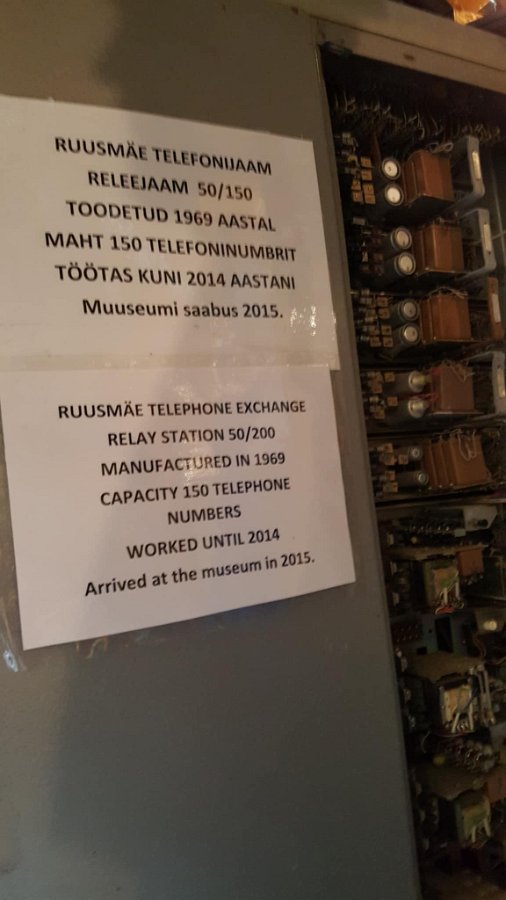 RUUSMÄE TELEFONIJAAM
RELEEJAAM 50/150
TOODETUD 1969 AASTAL
MAHT 150 TELEFONINUMBRIT
TÖÖTAS KUNI 2014 AASTANI
Muuseumi saabus 2015.
RUUSMÄE TELEPHONE EXCHANGE
RELAY STATION 50/200
MANUFACTURED IN 1969
CAPACITY 150 TELEPHONE
NUMBERS
WORKED UNTIL 2014
Arrived at the museum in 2015.